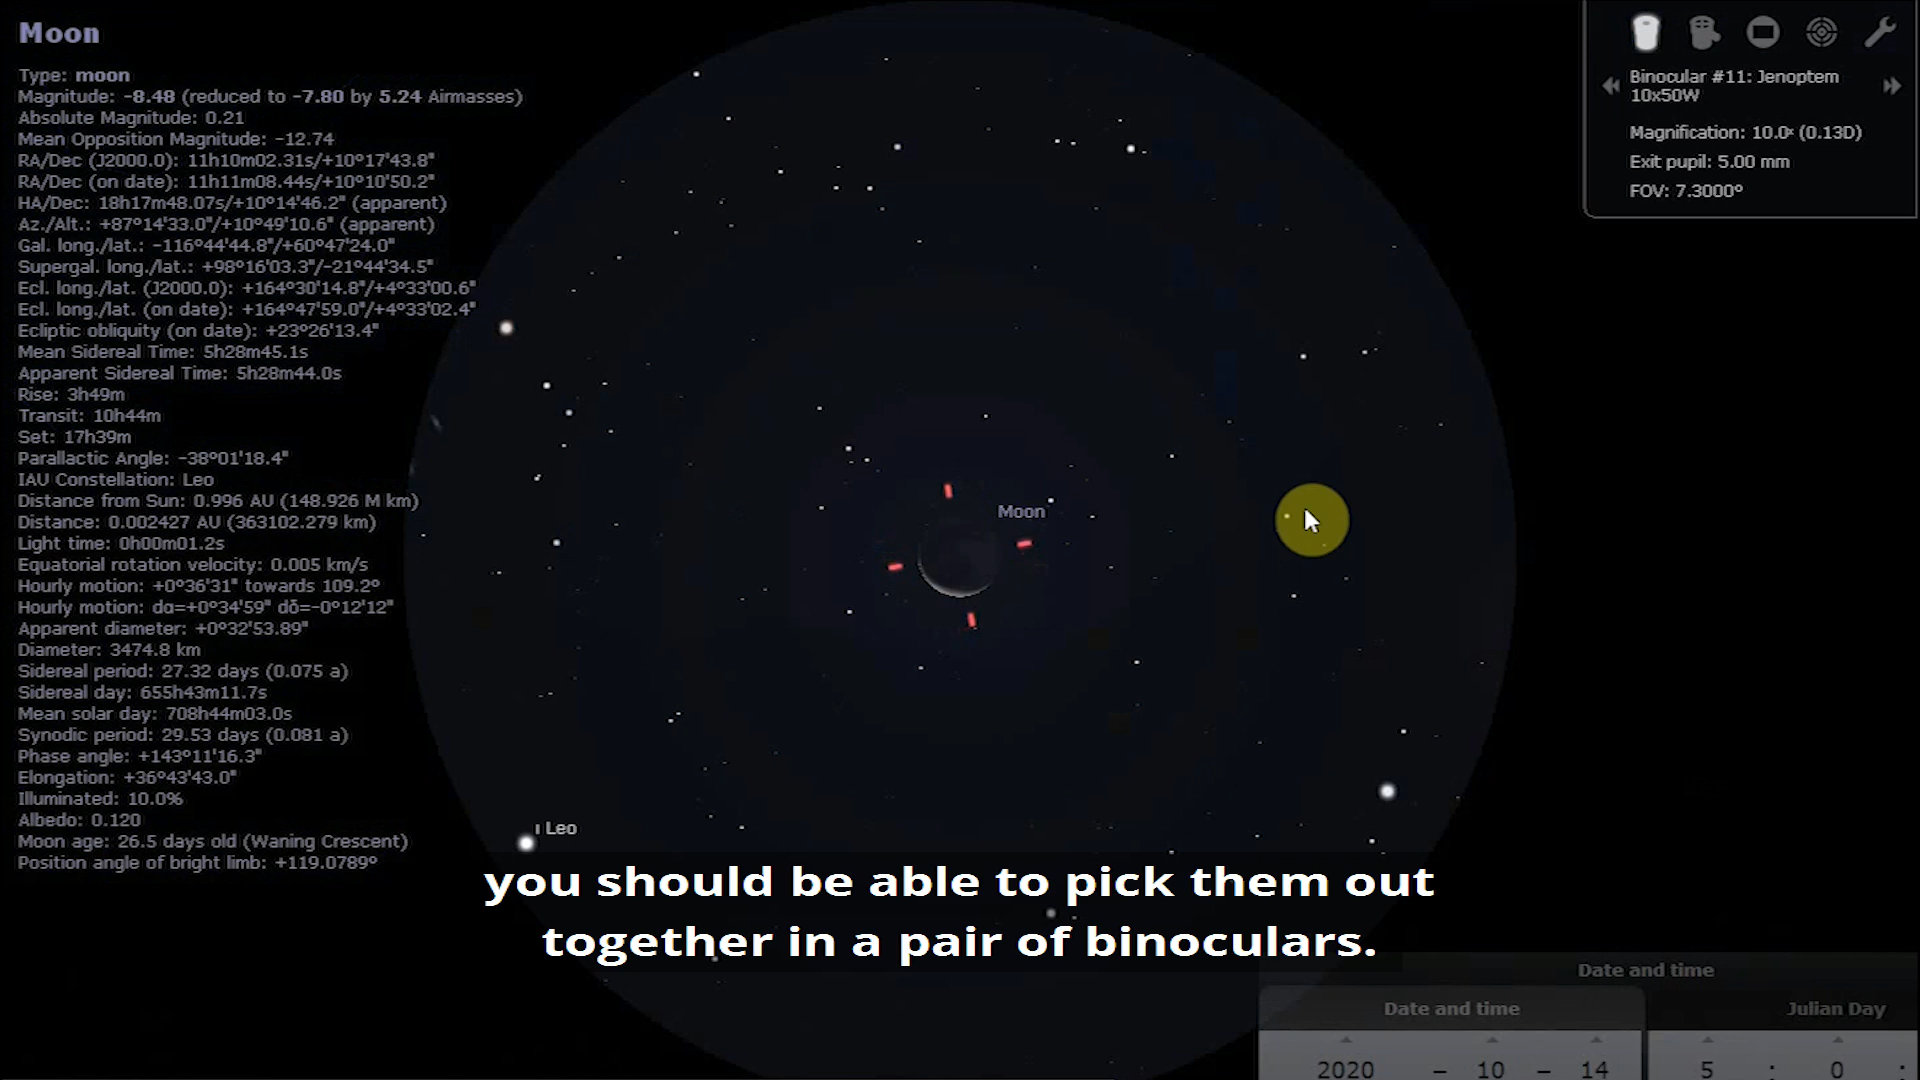 Moon
Type: moon
Magnitude: -8.48 (reduced to -7.80 by 5.24 Airmasses)
Absolute Magnitude: 0.21
Mean Opposition Magnitude: -12.74
RA/Dec (J2000.0): 11h10m02.31s/+10°17'43.8"
RA/Dec (on date): 11h11m08.44s/+10°10'50.2"
HA/Dec: 18h17m48.07s/+10°14'46.2" (apparent)
Az./Alt.: +87°14'33.0"/+10°49'10.6" (apparent)
Gal. long./lat.: -116°44'44.8"/+60°47'24.0"
Supergal. long./lat.: +98°16'03.3"/-21°44'34.5"
Ecl. long./lat. (J2000.0): +164°30'14.8"/+4°33'00.6"
Ecl. long./lat. (on date): +164°47'59.0"/+4°33'02.4"
Ecliptic obliquity (on date): +23°26'13.4"
Mean Sidereal Time: 5h28m45.1s
Apparent Sidereal Time: 5h28m44.0s
Rise: 3h49m
Transit: 10h44m
Set: 17h39m
Parallactic Angle: -38°01'18.4"
IAU Constellation: Leo
Distance from Sun: 0.996 AU (148.926 M km)
Distance: 0.002427 AU (363102.279 km)
Light time: 0h00m01.2s
Equatorial rotation velocity: 0.005 km/s
Hourly motion: +0°36'31" towards 109.2°
Hourly motion: dα=+0°34'59" dδ=-0°12'12"
Apparent diameter: +0°32'53.89"
Diameter: 3474.8 km
Sidereal period: 27.32 days (0.075 a)
Sidereal day: 655h43m11.7s
Mean solar day: 708h44m03.0s
Synodic period: 29.53 days (0.081 a)
Phase angle: +143°11'16.3"
Elongation: +36°43'43.0"
Illuminated: 10.0%
Albedo: 0.120
Moon age: 26.5 days old (Waning Crescent)
Position angle of bright limb: +119.0789°
Binocular #11: Jenoptem
10x50W
Magnification: 10.0× (0.13D)
Exit pupil: 5.00 mm
FOV: 7.3000°
Moon
Leo
you should be able to pick them out
together in a pair of binoculars.
Date and time
Date and time
Julian Day
2020 - 10 - 14
5 : 0 :